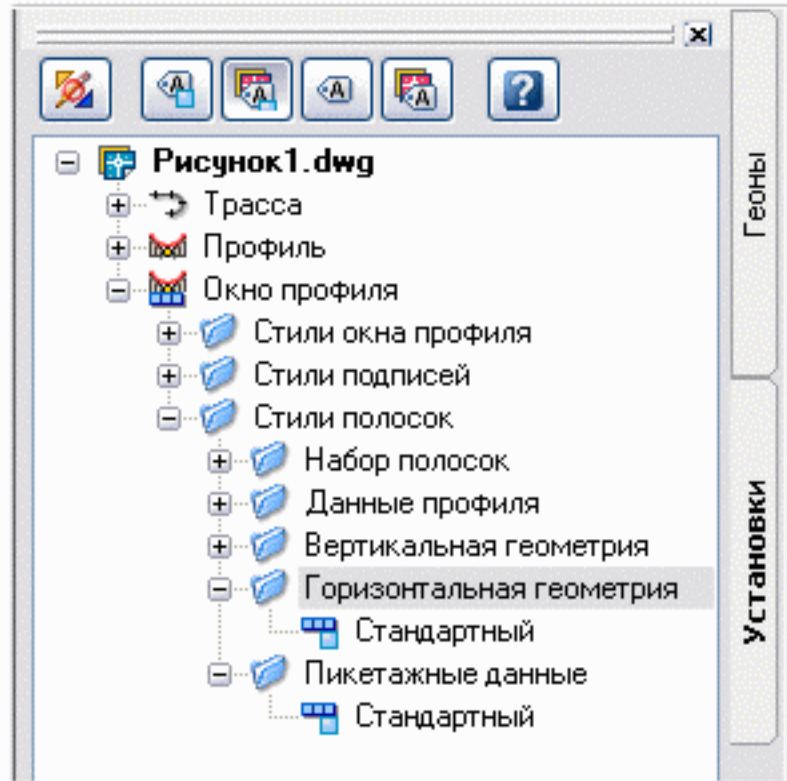 Рисунок1.dwg
Трасса
Профиль
Окно профиля
Стили окна профиля
Стили подписей
Стили полосок
Набор полосок
Данные профиля
Вертикальная геометрия
Горизонтальная геометрия
Стандартный
Пикетажные данные
Стандартный
Геоны
Установки